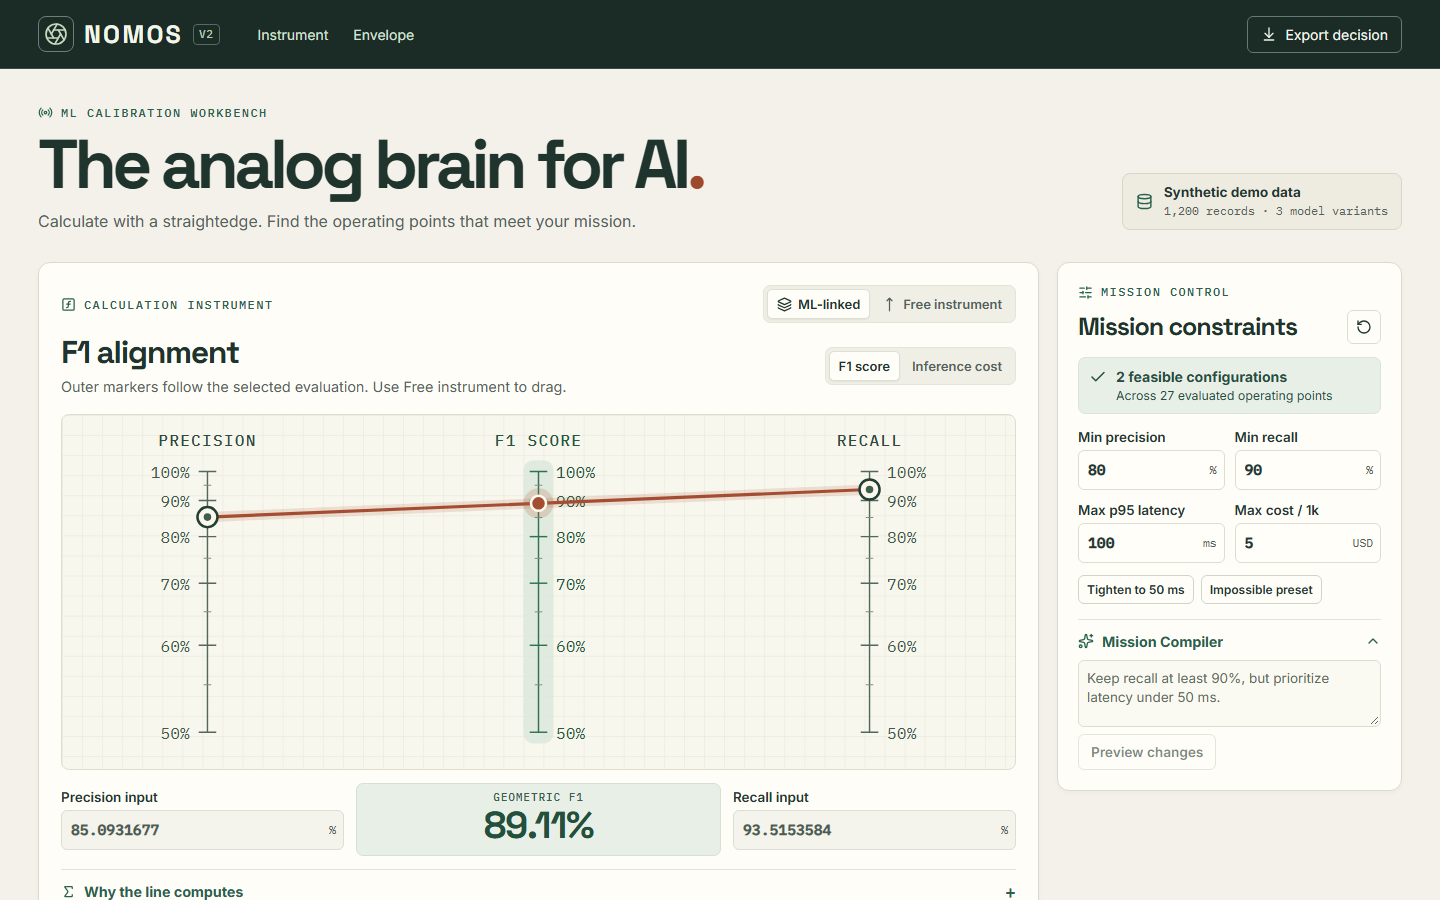 NOMOS V2 Instrument Envelope Export decision
ML CALIBRATION WORKBENCH
The analog brain for AI.
Calculate with a straightedge. Find the operating points that meet your mission.
Synthetic demo data
1,200 records · 3 model variants
CALCULATION INSTRUMENT
ML-linked Free instrument
F1 alignment
Outer markers follow the selected evaluation. Use Free instrument to drag.
F1 score Inference cost
PRECISION F1 SCORE RECALL
100% 100% 100%
90% 90% 90%
80% 80% 80%
70% 70% 70%
60% 60% 60%
50% 50% 50%
Precision input
85.0931677 %
GEOMETRIC F1
89.11%
Recall input
93.5153584 %
Why the line computes +
MISSION CONTROL
Mission constraints
2 feasible configurations
Across 27 evaluated operating points
Min precision Min recall
80 % 90 %
Max p95 latency Max cost / 1k
100 ms 5 USD
Tighten to 50 ms Impossible preset
Mission Compiler
Keep recall at least 90%, but prioritize
latency under 50 ms.
Preview changes